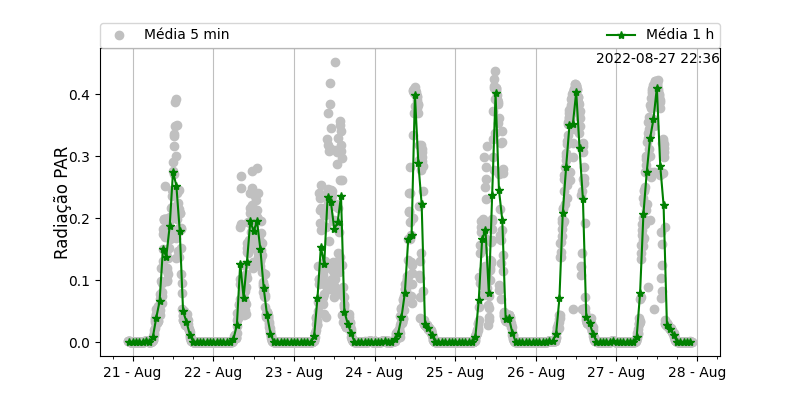 Média 5 min
Média 1 h
2022-08-27 22:36
Radiação PAR
0.4
0.3
0.2
0.1
0.0
21 - Aug
22 - Aug
23 - Aug
24 - Aug
25 - Aug
26 - Aug
27 - Aug
28 - Aug